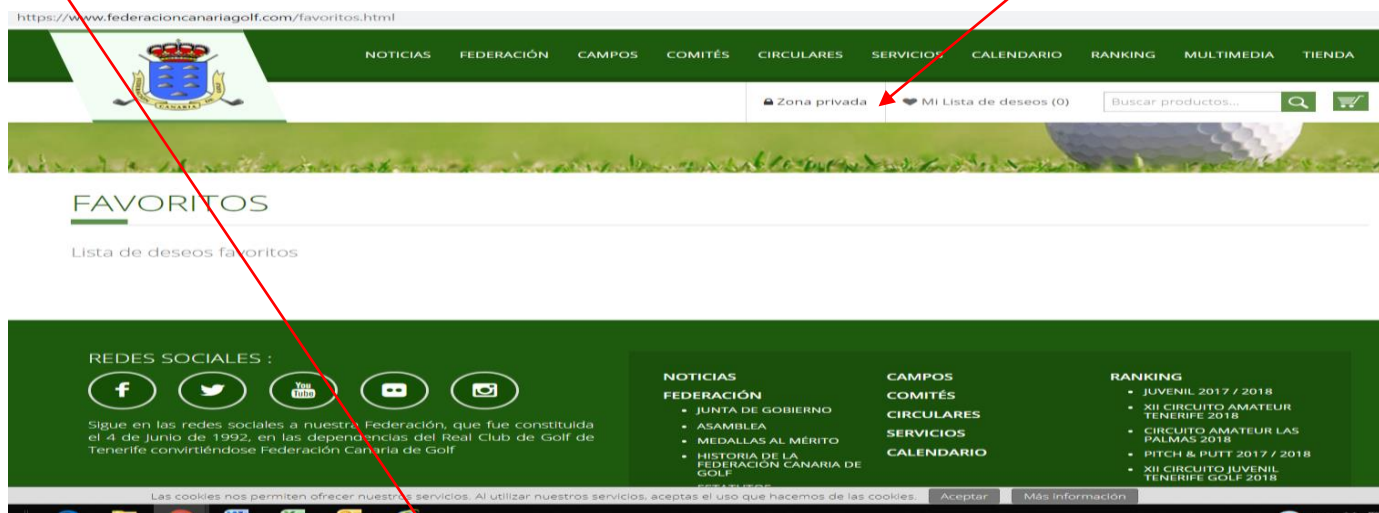 https://www.federacioncanariagolf.com/favoritos.html
NOTICIAS FEDERACIÓN CAMPOS COMITÉS CIRCULARES SERVICIOS CALENDARIO RANKING MULTIMEDIA TIENDA
Zona privada Mi Lista de deseos (0) Buscar productos...
FAVORITOS
Lista de deseos favoritos
REDES SOCIALES :
You
Tube
Sigue en las redes sociales a nuestra Federación, que fue constituida
el 4 de Junio de 1992, en las dependencias del Real Club de Golf de
Tenerife convirtiéndose Federación Canaria de Golf
NOTICIAS
FEDERACIÓN
JUNTA DE GOBIERNO
ASAMBLEA
MEDALLAS AL MÉRITO
HISTORIA DE LA
FEDERACIÓN CANARIA DE
GOLF
ESTATUTOS
CAMPOS
COMITÉS
CIRCULARES
SERVICIOS
CALENDARIO
RANKING
JUVENIL 2017 / 2018
XII CIRCUITO AMATEUR
TENERIFE 2018
CIRCUITO AMATEUR LAS
PALMAS 2018
PITCH & PUTT 2017 / 2018
XII CIRCUITO JUVENIL
TENERIFE GOLF 2018
Las cookies nos permiten ofrecer nuestros servicios. Al utilizar nuestros servicios, aceptas el uso que hacemos de las cookies. Aceptar Más Información